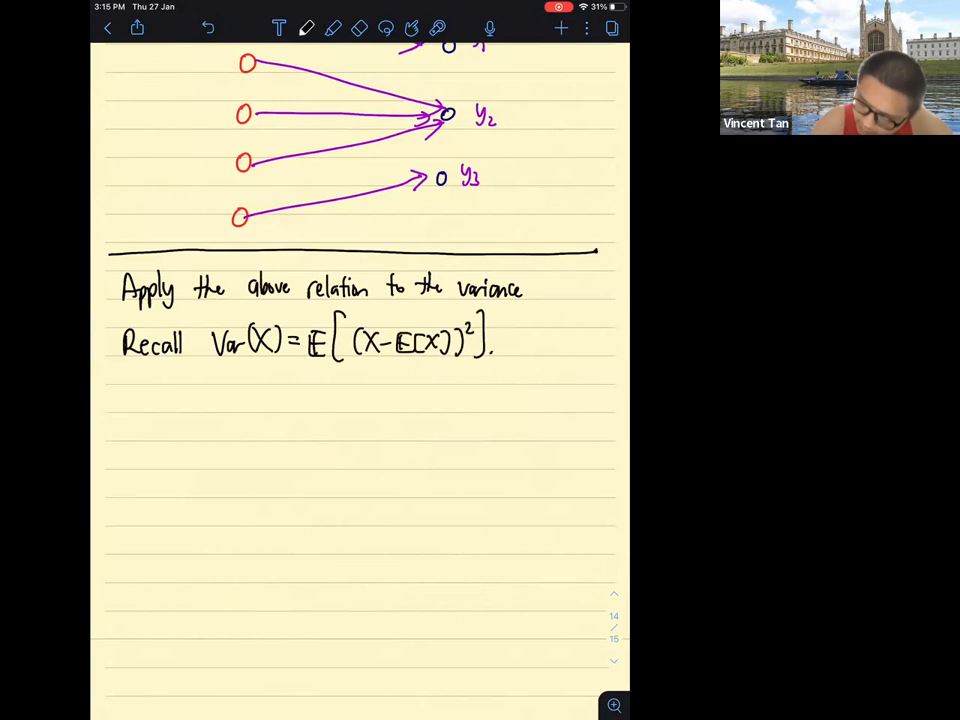 3:15 PM Thu 27 Jan
31%
y₂
y₃
Vincent Tan
Apply the above relation to the variance
Recall Var(X) = 𝔼[(X-𝔼[X])²].
14
/
15